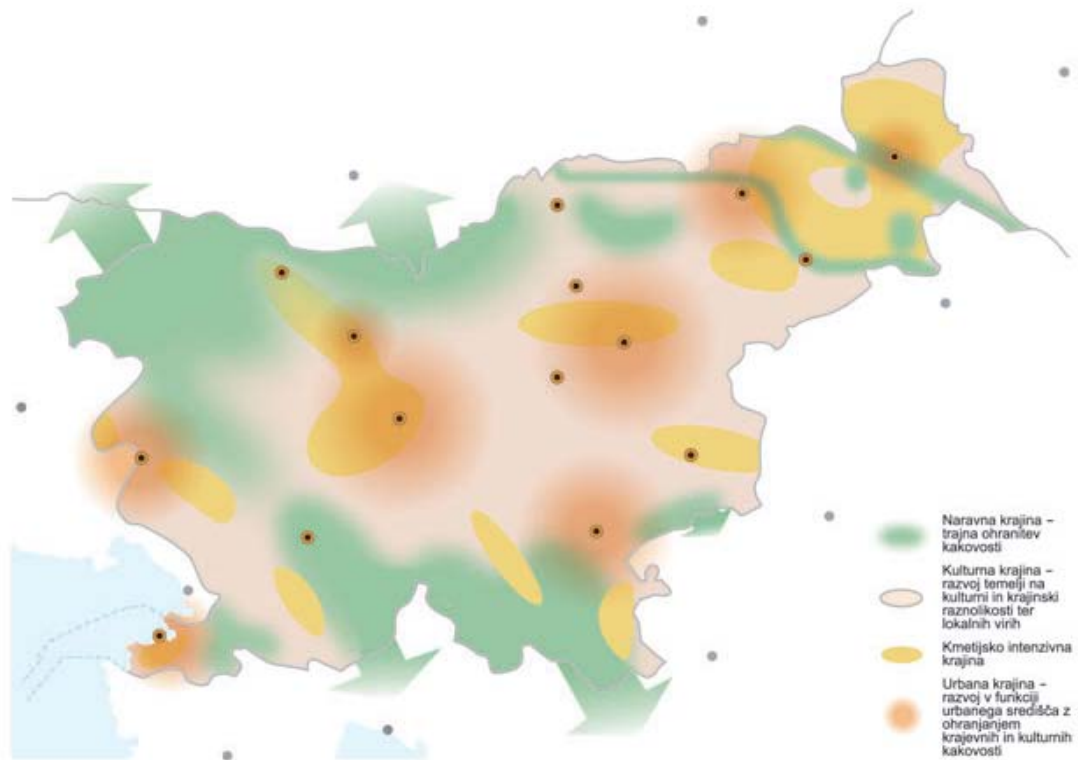 Naravna krajina –
trajna ohranitev
kakovosti
Kulturna krajina –
razvoj temelji na
kulturni in krajinski
raznolikosti ter
lokalnih virih
Kmetijsko intenzivna
krajina
Urbana krajina –
razvoj v funkciji
urbanega središča z
ohranjanjem
krajevnih in kulturnih
kakovosti